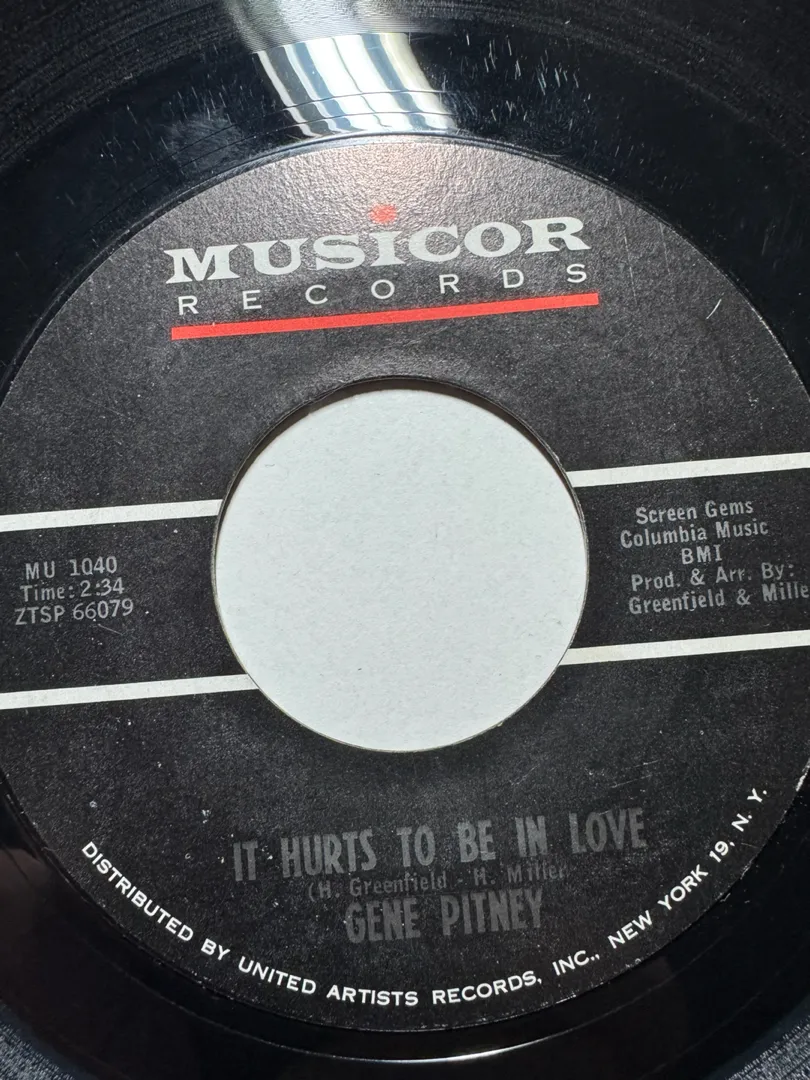 MUSICOR
RECORDS
MU 1040
Time: 2:34
ZTSP 66079
Screen Gems
Columbia Music
BMI
Prod. & Arr. By:
Greenfield & Mille
IT HURTS TO BE IN LOVE
(H. Greenfield - H. Miller
GENE PITNEY
DISTRIBUTED BY UNITED ARTISTS RECORDS, INC., NEW YORK 19, N. Y.